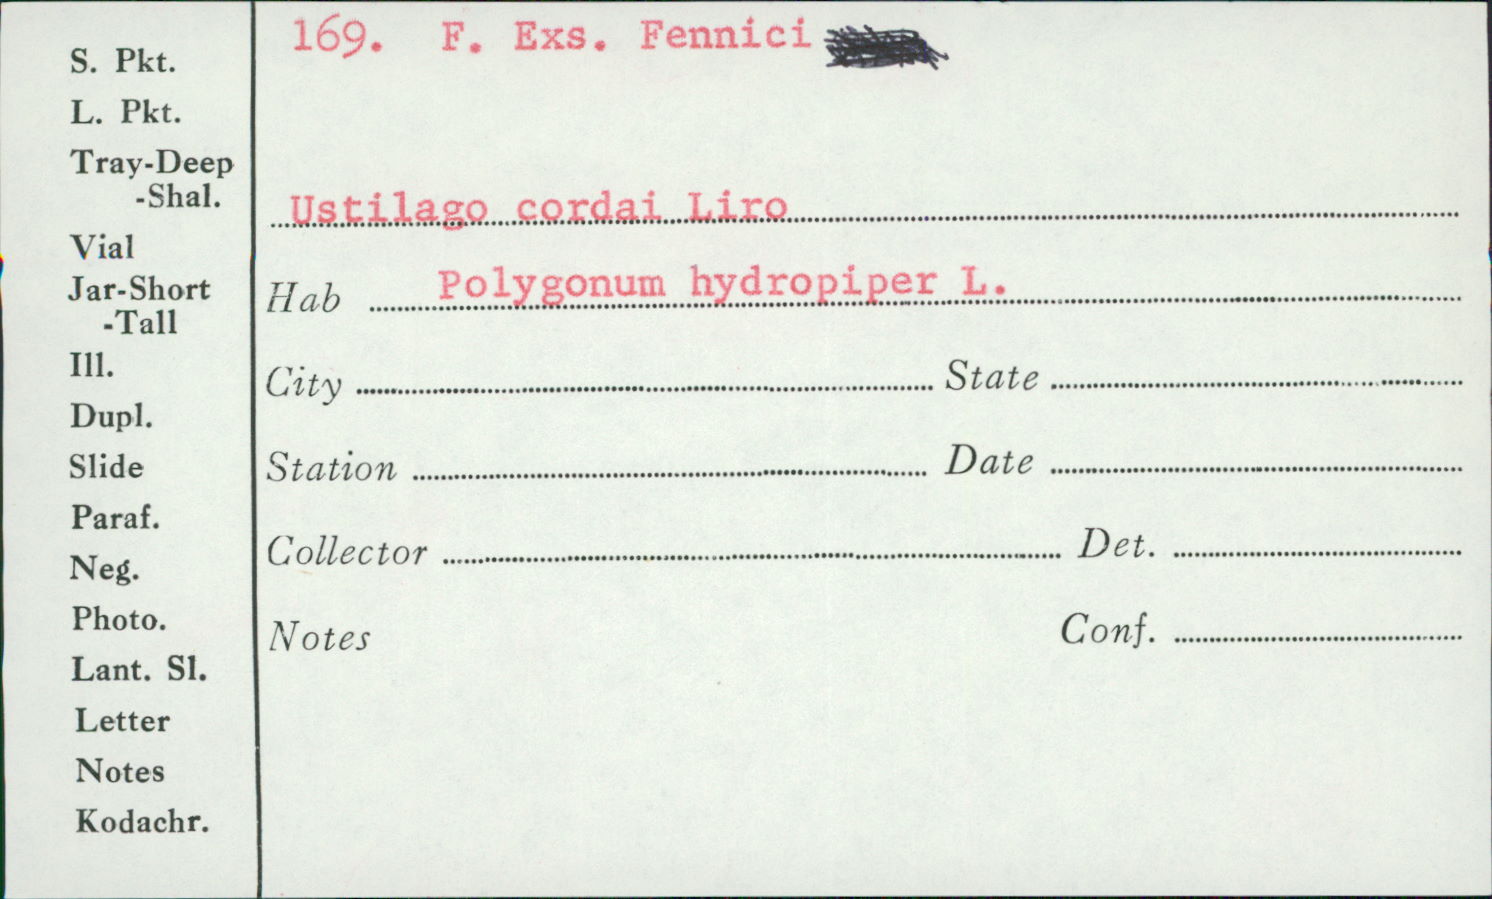 169. F. Exs. Fennici
S. Pkt.
L. Pkt.
Tray-Deep
-Shal.
Vial
Jar-Short
-Tall
Ill.
Dupl.
Slide
Paraf.
Neg.
Photo.
Lant. Sl.
Letter
Notes
Kodachr.
Ustilago cordai Liro
Hab Polygonum hydropiper L.
City State
Station Date
Collector Det.
Notes Conf.